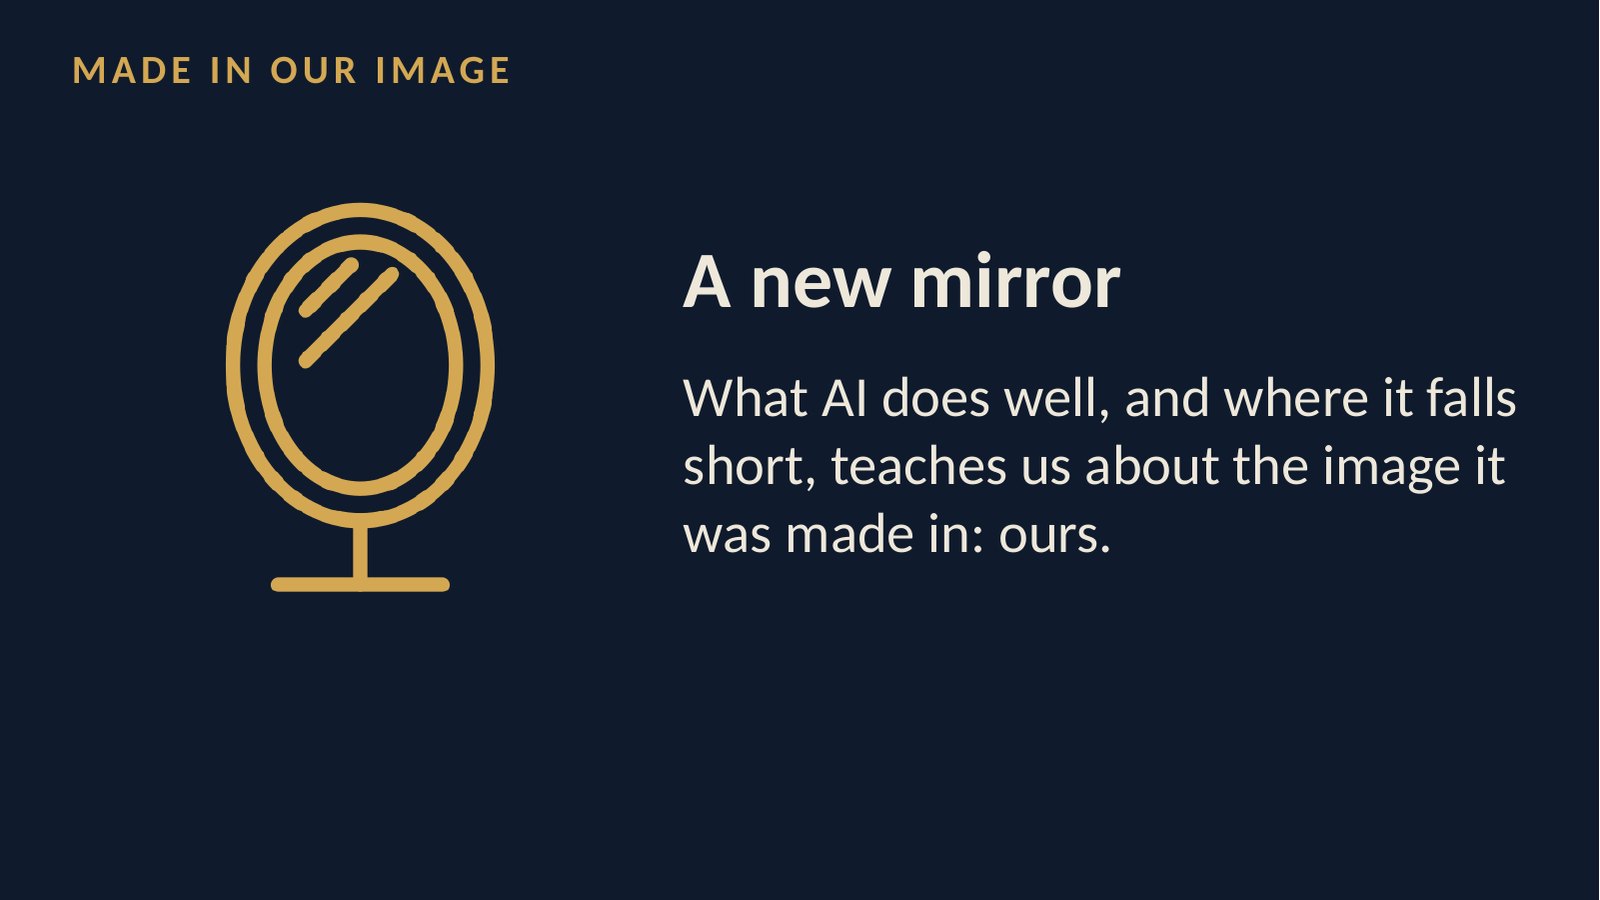 MADE IN OUR IMAGE
A new mirror
What AI does well, and where it falls
short, teaches us about the image it
was made in: ours.